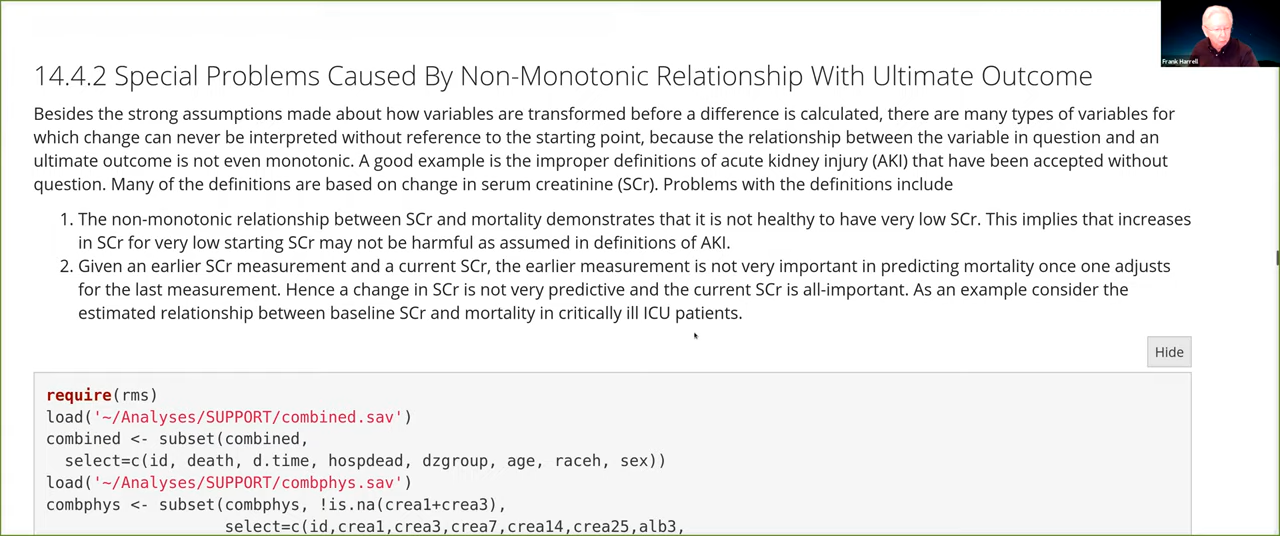 Frank Harrell
14.4.2 Special Problems Caused By Non-Monotonic Relationship With Ultimate Outcome
Besides the strong assumptions made about how variables are transformed before a difference is calculated, there are many types of variables for
which change can never be interpreted without reference to the starting point, because the relationship between the variable in question and an
ultimate outcome is not even monotonic. A good example is the improper definitions of acute kidney injury (AKI) that have been accepted without
question. Many of the definitions are based on change in serum creatinine (SCr). Problems with the definitions include
1. The non-monotonic relationship between SCr and mortality demonstrates that it is not healthy to have very low SCr. This implies that increases
in SCr for very low starting SCr may not be harmful as assumed in definitions of AKI.
2. Given an earlier SCr measurement and a current SCr, the earlier measurement is not very important in predicting mortality once one adjusts
for the last measurement. Hence a change in SCr is not very predictive and the current SCr is all-important. As an example consider the
estimated relationship between baseline SCr and mortality in critically ill ICU patients.
Hide
require(rms)
load('~/Analyses/SUPPORT/combined.sav')
combined <- subset(combined,
select=c(id, death, d.time, hospdead, dzgroup, age, raceh, sex))
load('~/Analyses/SUPPORT/combphys.sav')
combphys <- subset(combphys, !is.na(crea1+crea3),
select=c(id,crea1,crea3,crea7,crea14,crea25,alb3,